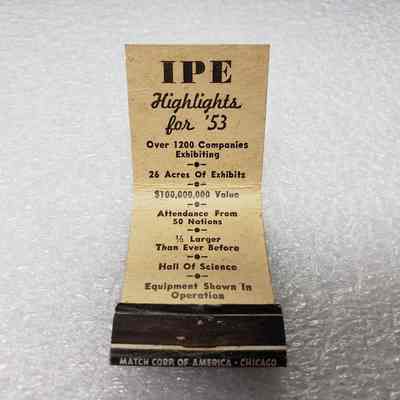 IPE
Highlights
for '53
Over 1200 Companies
Exhibiting
26 Acres Of Exhibits
$100,000,000 Value
Attendance From
50 Nations
⅓ Larger
Than Ever Before
Hall Of Science
Equipment Shown In
Operation
MATCH CORP. OF AMERICA - CHICAGO